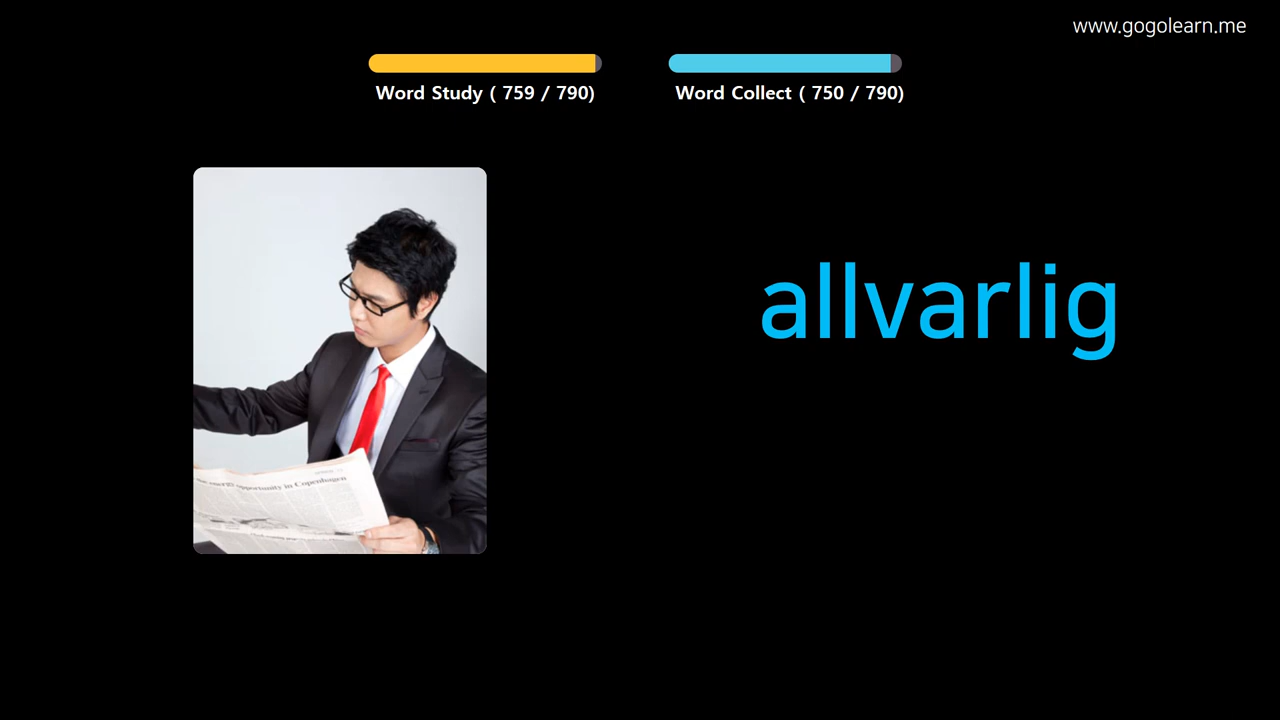 www.gogolearn.me
Word Study ( 759 / 790)
Word Collect ( 750 / 790)
allvarlig
opportunity in Copenhagen